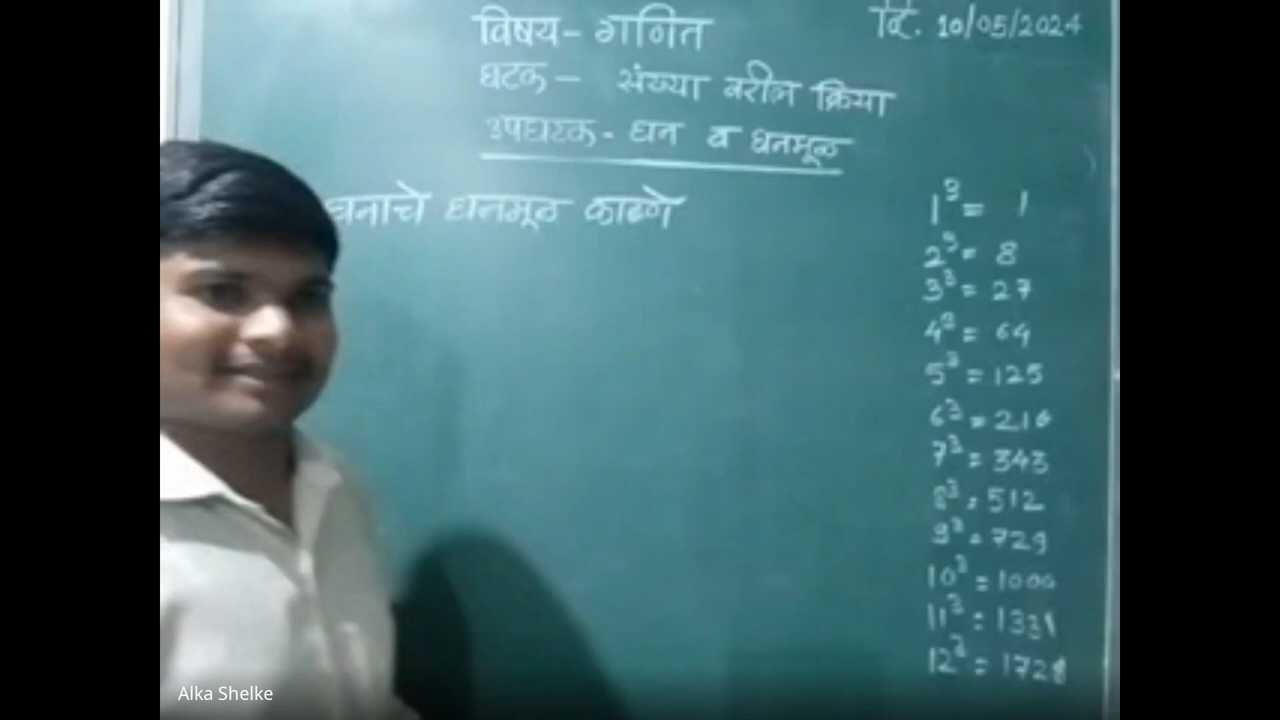 विषय- गणित
दि. 10/05/2024
घटक - संख्या वरील क्रिया
उपघटक - घन व घनमूळ
घनाचे घनमूळ काढणे
1³ = 1
2³ = 8
3³ = 27
4³ = 64
5³ = 125
6³ = 216
7³ = 343
8³ = 512
9³ = 729
10³ = 1000
11³ = 1331
12³ = 1728
Alka Shelke